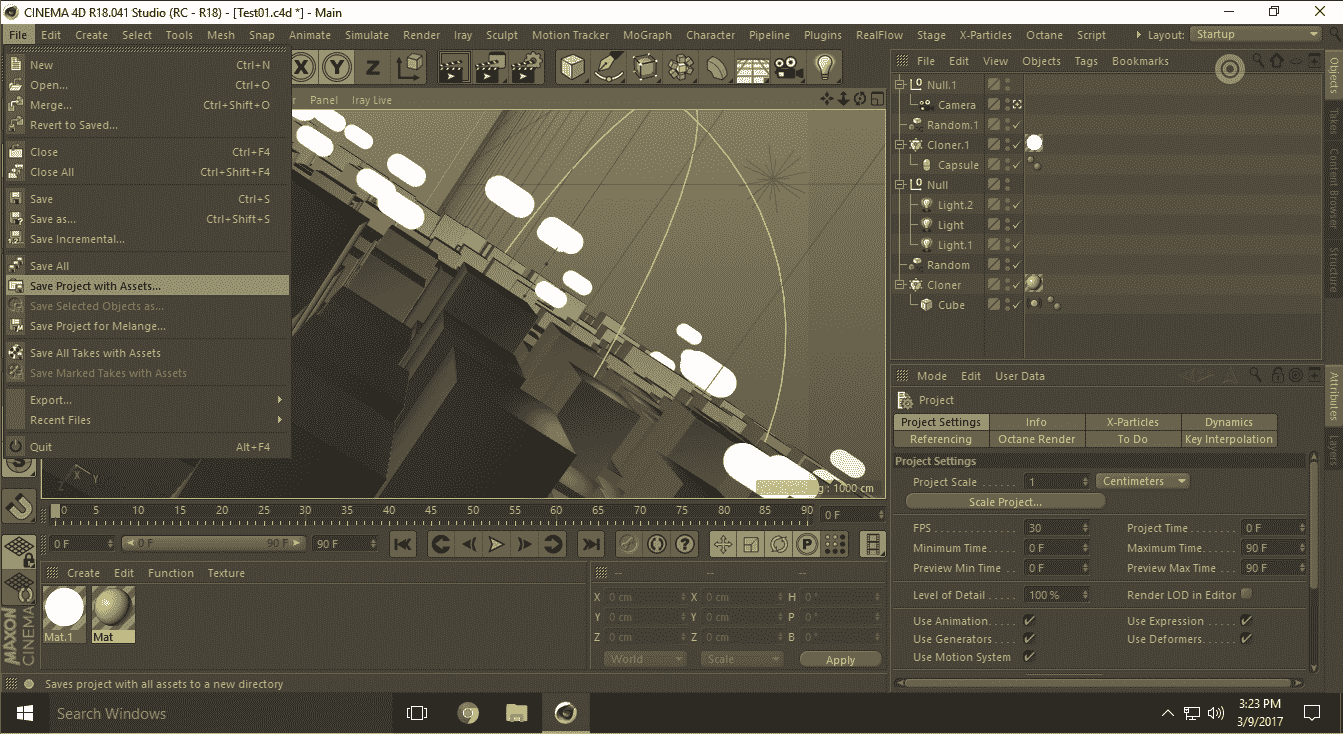 CINEMA 4D R18.041 Studio (RC - R18) - [Test01.c4d *] - Main
File Edit Create Select Tools Mesh Snap Animate Simulate Render Iray Sculpt Motion Tracker MoGraph Character Pipeline Plugins RealFlow Stage X-Particles Octane Script Layout: Startup
New Ctrl+N
Open... Ctrl+O
Merge... Ctrl+Shift+O
Revert to Saved...
Close Ctrl+F4
Close All Ctrl+Shift+F4
Save Ctrl+S
Save as... Ctrl+Shift+S
Save Incremental...
Save All
Save Project with Assets...
Save Selected Objects as...
Save Project for Melange...
Save All Takes with Assets
Save Marked Takes with Assets
Export...
Recent Files
Quit Alt+F4
X Y Z
r Panel Iray Live
g : 1000 cm
X Y
Z
File Edit View Objects Tags Bookmarks
Null.1
Camera
Random.1
Cloner.1
Capsule
Null
Light.2
Light
Light.1
Random
Cloner
Cube
Objects
Takes
Content Browser
Structure
Mode Edit User Data
Project
Project Settings Info X-Particles Dynamics
Referencing Octane Render To Do Key Interpolation
Project Settings
Project Scale . . . . . . 1 Centimeters
Scale Project...
FPS . . . . . . . . . . . . . 30 Project Time . . . 0 F
Minimum Time. . . . . 0 F Maximum Time. . . 90 F
Preview Min Time . . 0 F Preview Max Time . 90 F
Level of Detail . . . . . 100 % Render LOD in Editor
Use Animation. . . . . Use Expression . . . .
Use Generators . . . . Use Deformers. . . . .
Use Motion System
Attributes
Layers
0 5 10 15 20 25 30 35 40 45 50 55 60 65 70 75 80 85 90 0 F
0 F 0 F 90 F 90 F
P
Create Edit Function Texture
Mat.1 Mat
-- -- --
X 0 cm X 0 cm H 0 °
Y 0 cm Y 0 cm P 0 °
Z 0 cm Z 0 cm B 0 °
World Scale Apply
MAXON
CINEMA 4D
Saves project with all assets to a new directory
Search Windows
3:23 PM
3/9/2017